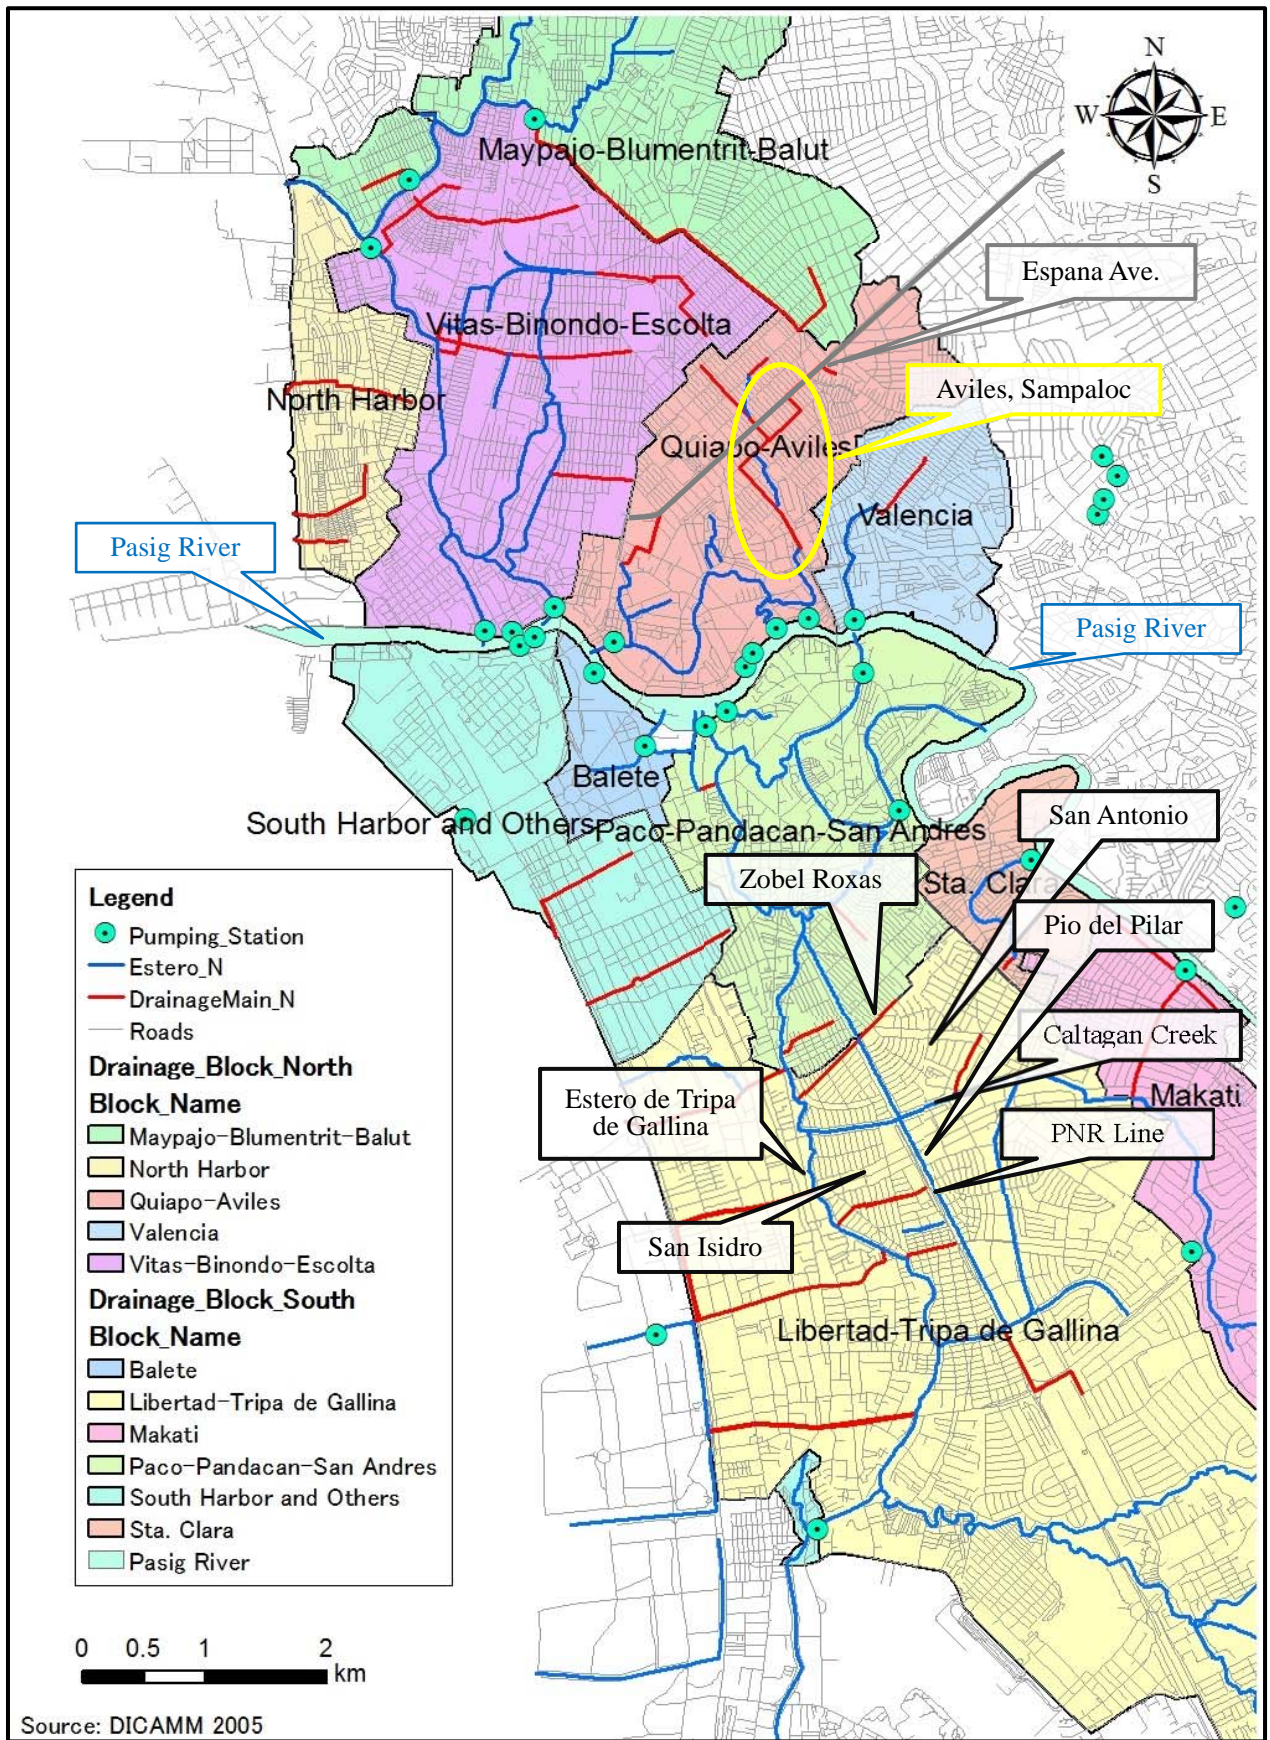 N
W
E
S
Maypajo-Blumentrit-Balut
Espana Ave.
Vitas-Binondo-Escolta
Aviles, Sampaloc
North Harbor
Quiapo-Aviles
Valencia
Pasig River
Pasig River
Balete
South Harbor and Others
Paco-Pandacan-San Andres
San Antonio
Zobel Roxas
Sta. Clara
Pio del Pilar
Caltagan Creek
Makati
Estero de Tripa
de Gallina
PNR Line
San Isidro
Libertad-Tripa de Gallina
Legend
Pumping_Station
Estero_N
DrainageMain_N
Roads
Drainage_Block_North
Block_Name
Maypajo-Blumentrit-Balut
North Harbor
Quiapo-Aviles
Valencia
Vitas-Binondo-Escolta
Drainage_Block_South
Block_Name
Balete
Libertad-Tripa de Gallina
Makati
Paco-Pandacan-San Andres
South Harbor and Others
Sta. Clara
Pasig River
0 0.5 1 2
km
Source: DICAMM 2005